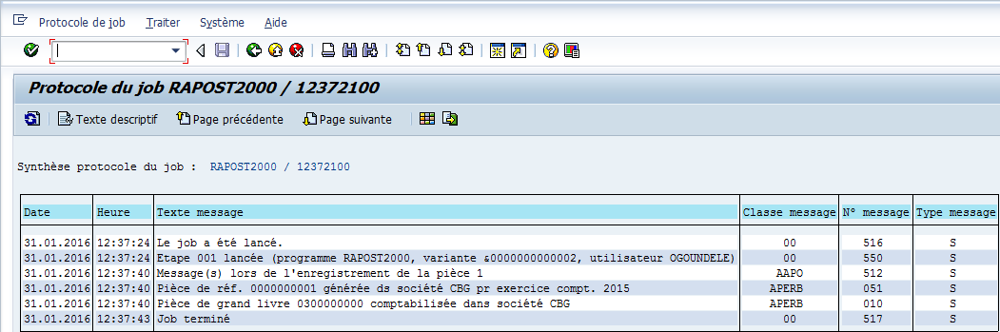 Protocole de job Traiter Système Aide
Protocole du job RAPOST2000 / 12372100
Texte descriptif Page précédente Page suivante
Synthèse protocole du job : RAPOST2000 / 12372100
Date Heure Texte message Classe message N° message Type message
31.01.2016 12:37:24 Le job a été lancé. 00 516 S
31.01.2016 12:37:24 Etape 001 lancée (programme RAPOST2000, variante &0000000000002, utilisateur OGOUNDELE) 00 550 S
31.01.2016 12:37:40 Message(s) lors de l'enregistrement de la pièce 1 AAPO 512 S
31.01.2016 12:37:40 Pièce de réf. 0000000001 générée ds société CBG pr exercice compt. 2015 APERB 051 S
31.01.2016 12:37:40 Pièce de grand livre 0300000000 comptabilisée dans société CBG APERB 010 S
31.01.2016 12:37:43 Job terminé 00 517 S